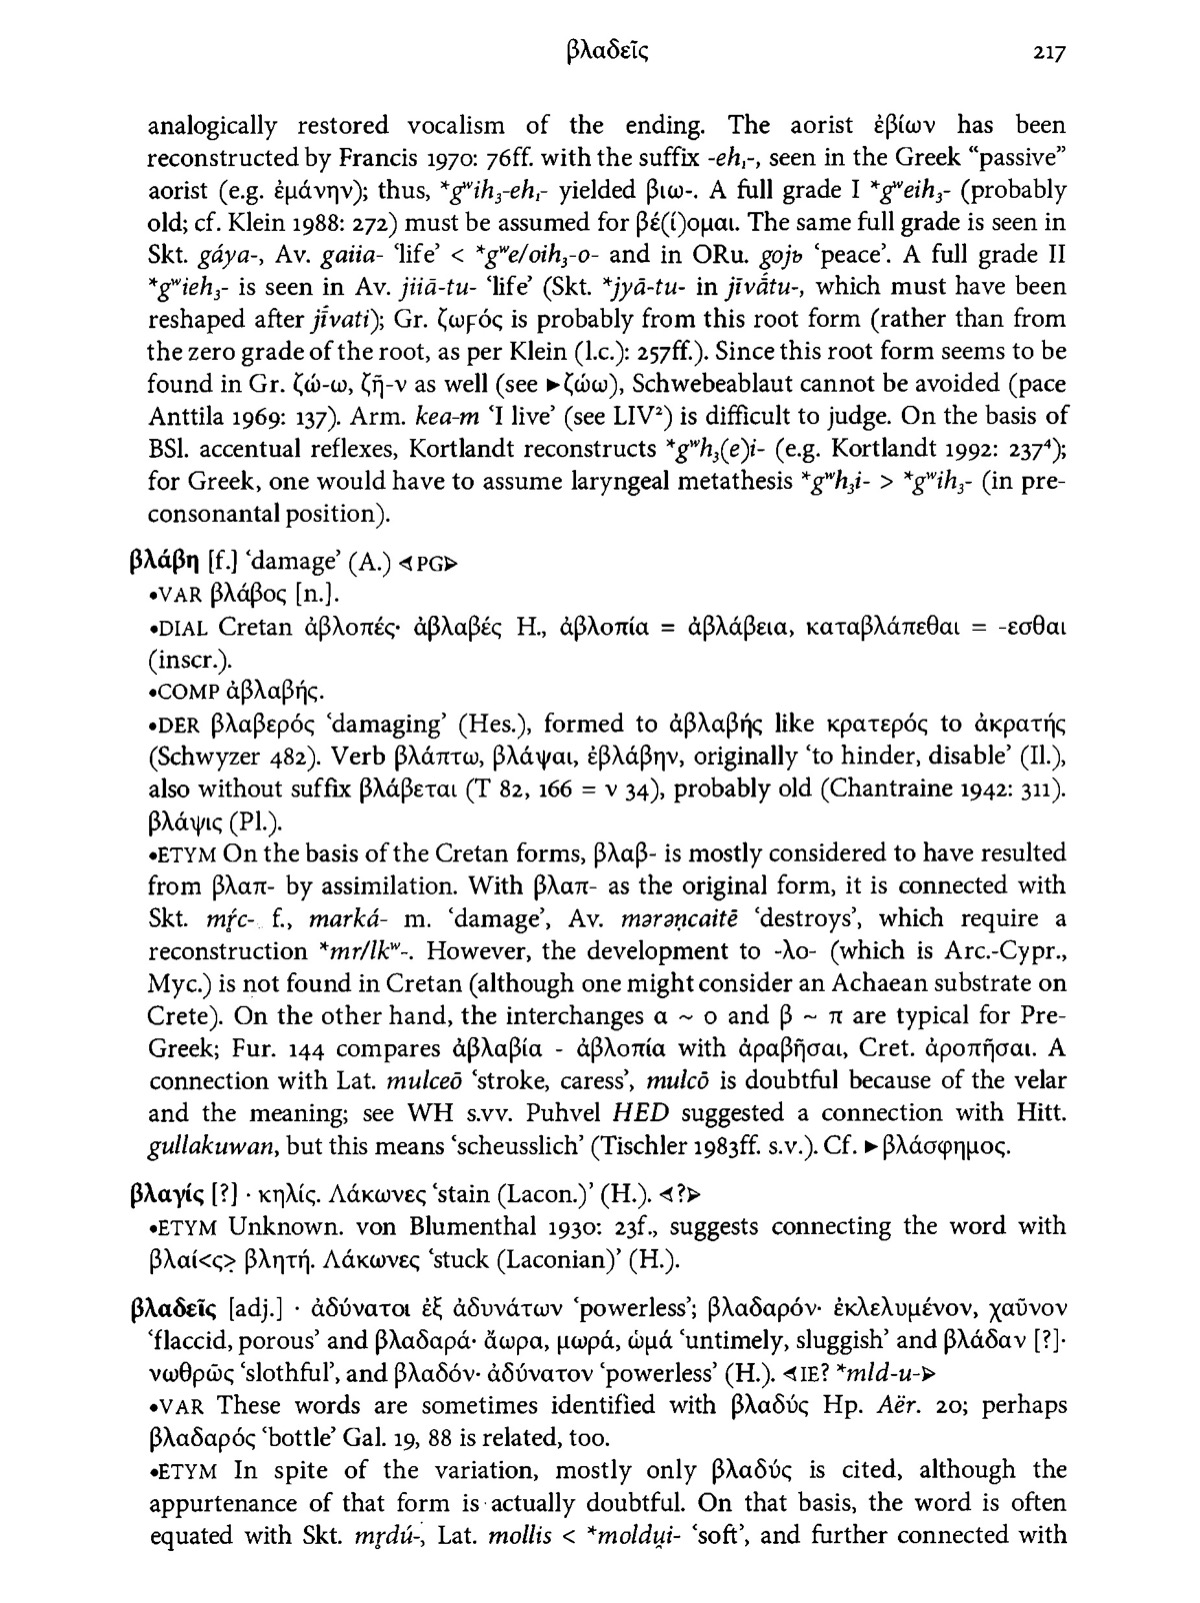 βλαδεῖς 217
analogically restored vocalism of the ending. The aorist ἐβίων has been
reconstructed by Francis 1970: 76ff. with the suffix -eh₁-, seen in the Greek “passive”
aorist (e.g. ἐμάνην); thus, *gʷih₃-eh₁- yielded βιω-. A full grade I *gʷeih₃- (probably
old; cf. Klein 1988: 272) must be assumed for βέ(ί)ομαι. The same full grade is seen in
Skt. gáya-, Av. gaiia- ‘life’ < *gʷe/oih₃-o- and in ORu. gojь ‘peace’. A full grade II
*gʷieh₃- is seen in Av. jiiā-tu- ‘life’ (Skt. *jyā-tu- in jīvā́tu-, which must have been
reshaped after jī́vati); Gr. ζωϝός is probably from this root form (rather than from
the zero grade of the root, as per Klein (l.c.): 257ff.). Since this root form seems to be
found in Gr. ζώ-ω, ζῆ-ν as well (see ►ζώω), Schwebeablaut cannot be avoided (pace
Anttila 1969: 137). Arm. kea-m ‘I live’ (see LIV²) is difficult to judge. On the basis of
BSl. accentual reflexes, Kortlandt reconstructs *gʷh₃(e)i- (e.g. Kortlandt 1992: 237⁴);
for Greek, one would have to assume laryngeal metathesis *gʷh₃i- > *gʷih₃- (in pre-
consonantal position).
βλάβη [f.] ‘damage’ (A.) ⊲PG⊳
•VAR βλάβος [n.].
•DIAL Cretan ἀβλοπές· ἀβλαβές H., ἀβλοπία = ἀβλάβεια, καταβλάπεθαι = -εσθαι
(inscr.).
•COMP ἀβλαβής.
•DER βλαβερός ‘damaging’ (Hes.), formed to ἀβλαβής like κρατερός to ἀκρατής
(Schwyzer 482). Verb βλάπτω, βλάψαι, ἐβλάβην, originally ‘to hinder, disable’ (Il.),
also without suffix βλάβεται (T 82, 166 = ν 34), probably old (Chantraine 1942: 311).
βλάψις (Pl.).
•ETYM On the basis of the Cretan forms, βλαβ- is mostly considered to have resulted
from βλαπ- by assimilation. With βλαπ- as the original form, it is connected with
Skt. mŕ̥c- f., marká- m. ‘damage’, Av. mərəṇcaitē ‘destroys’, which require a
reconstruction *mr/lkʷ-. However, the development to -λο- (which is Arc.-Cypr.,
Myc.) is not found in Cretan (although one might consider an Achaean substrate on
Crete). On the other hand, the interchanges α ~ ο and β ~ π are typical for Pre-
Greek; Fur. 144 compares ἀβλαβία - ἀβλοπία with ἀραβῆσαι, Cret. ἀροπῆσαι. A
connection with Lat. mulceō ‘stroke, caress’, mulcō is doubtful because of the velar
and the meaning; see WH s.vv. Puhvel HED suggested a connection with Hitt.
gullakuwan, but this means ‘scheusslich’ (Tischler 1983ff. s.v.). Cf. ►βλάσφημος.
βλαγίς [?] · κηλίς. Λάκωνες ‘stain (Lacon.)’ (H.). ⊲?⊳
•ETYM Unknown. von Blumenthal 1930: 23f., suggests connecting the word with
βλαί<ς> βλητή. Λάκωνες ‘stuck (Laconian)’ (H.).
βλαδεῖς [adj.] · ἀδύνατοι ἐξ ἀδυνάτων ‘powerless’; βλαδαρόν· ἐκλελυμένον, χαῦνον
‘flaccid, porous’ and βλαδαρά· ἄωρα, μωρά, ὠμά ‘untimely, sluggish’ and βλάδαν [?]·
νωθρῶς ‘slothful’, and βλαδόν· ἀδύνατον ‘powerless’ (H.). ⊲IE? *mld-u-⊳
•VAR These words are sometimes identified with βλαδύς Hp. Aër. 20; perhaps
βλαδαρός ‘bottle’ Gal. 19, 88 is related, too.
•ETYM In spite of the variation, mostly only βλαδύς is cited, although the
appurtenance of that form is actually doubtful. On that basis, the word is often
equated with Skt. mr̥dú-, Lat. mollis < *moldu̯i- ‘soft’, and further connected with